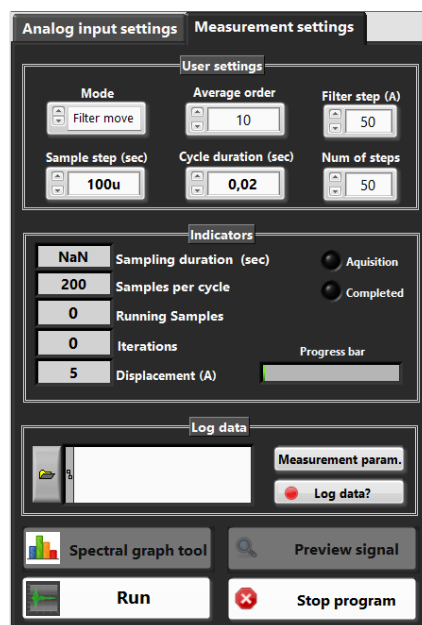 Analog input settings Measurement settings
User settings
Mode Average order Filter step (A)
Filter move 10 50
Sample step (sec) Cycle duration (sec) Num of steps
100u 0,02 50
Indicators
NaN Sampling duration (sec) Aquisition
200 Samples per cycle Completed
0 Running Samples
0 Iterations Progress bar
5 Displacement (A)
Log data
Measurement param.
Log data?
Spectral graph tool Preview signal
Run Stop program